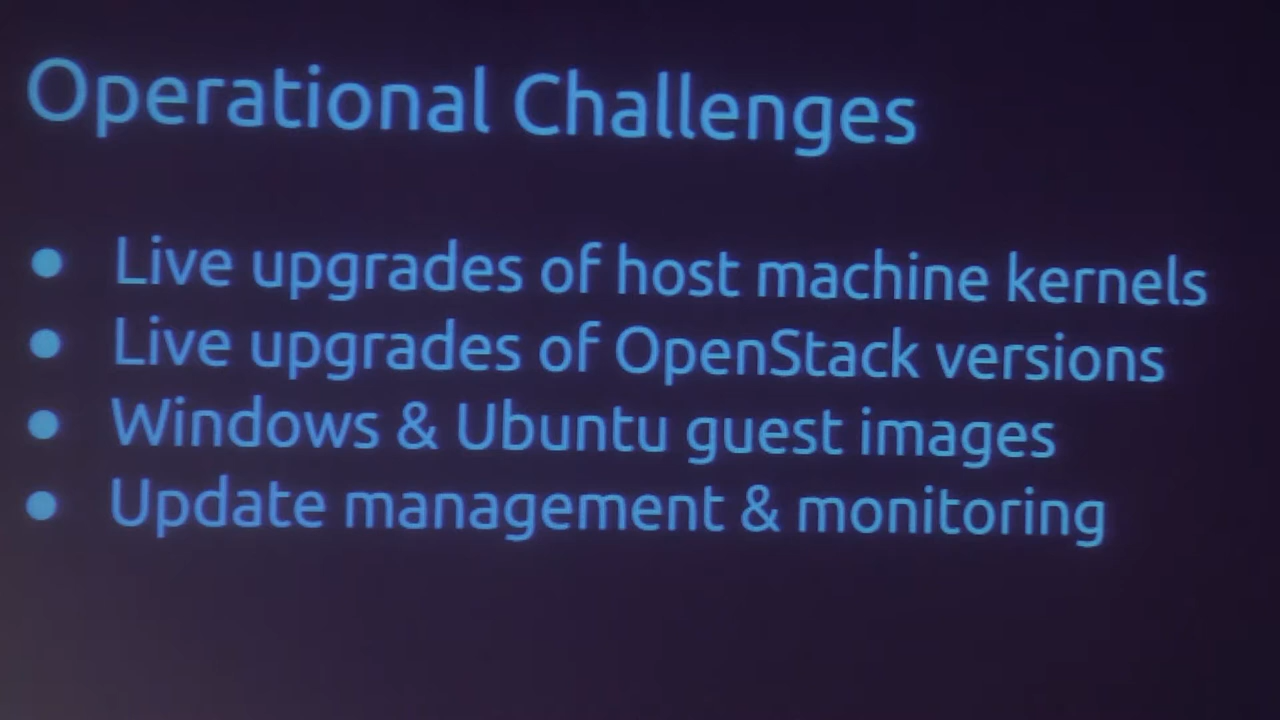 Operational Challenges
● Live upgrades of host machine kernels
● Live upgrades of OpenStack versions
● Windows & Ubuntu guest images
● Update management & monitoring